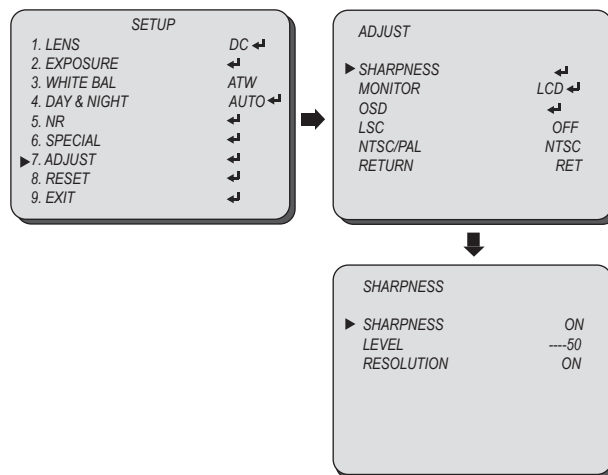 SETUP
1. LENS DC
2. EXPOSURE
3. WHITE BAL ATW
4. DAY & NIGHT AUTO
5. NR
6. SPECIAL
7. ADJUST
8. RESET
9. EXIT
ADJUST
SHARPNESS
MONITOR LCD
OSD
LSC OFF
NTSC/PAL NTSC
RETURN RET
SHARPNESS
SHARPNESS ON
LEVEL ----50
RESOLUTION ON